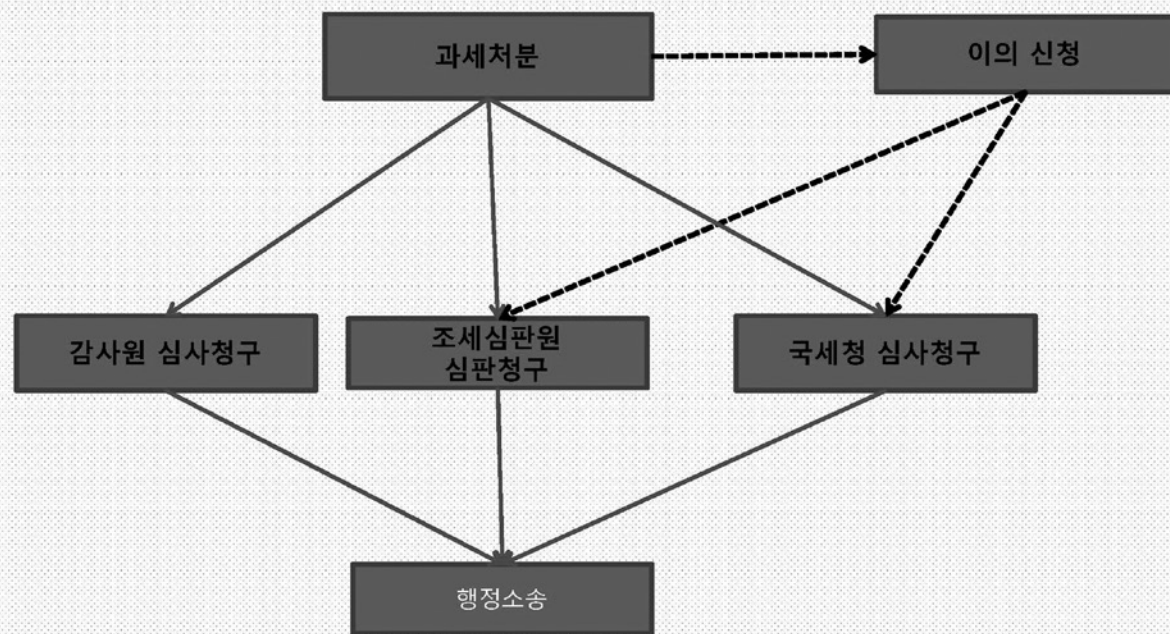 과세처분
이의 신청
감사원 심사청구
조세심판원
심판청구
국세청 심사청구
행정소송